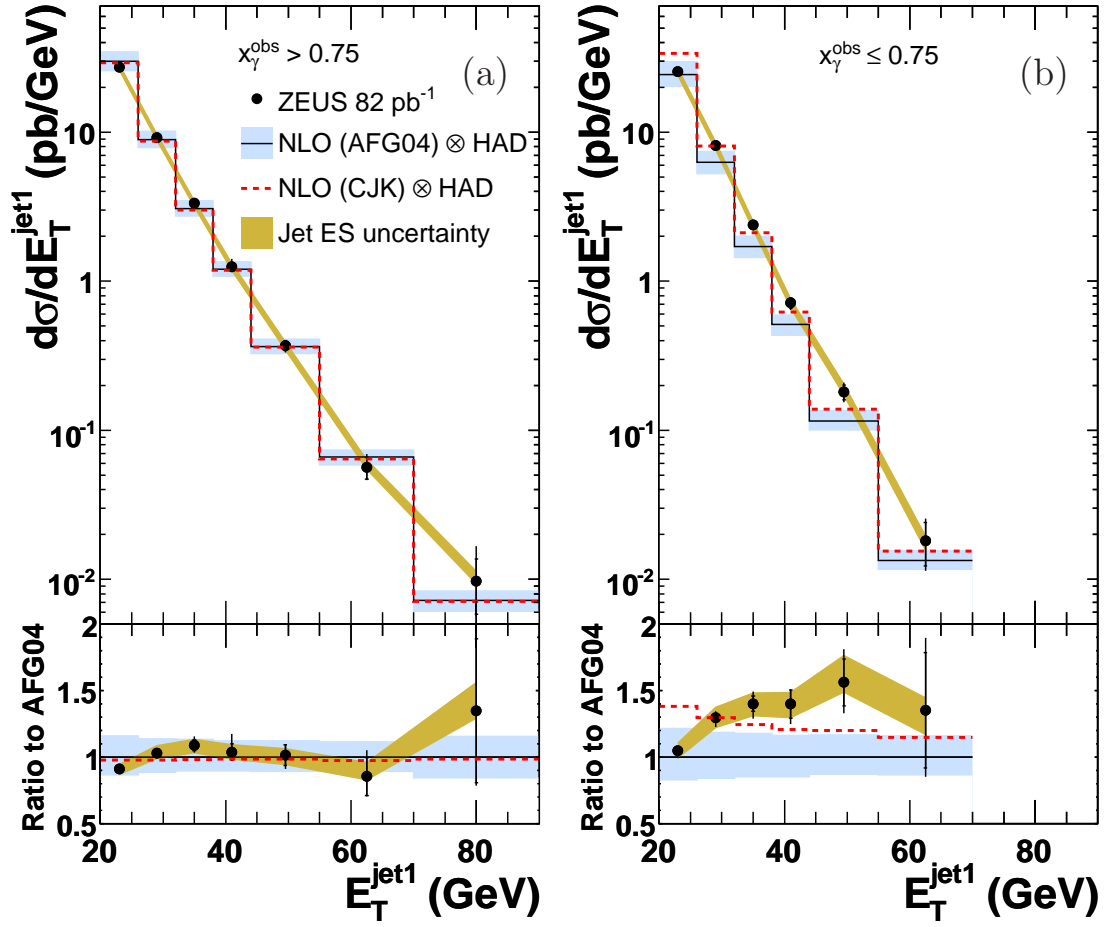 dσ/dE_T^jet1 (pb/GeV)
10
1
10^-1
10^-2
x_γ^obs > 0.75
(a)
ZEUS 82 pb^-1
NLO (AFG04) ⊗ HAD
NLO (CJK) ⊗ HAD
Jet ES uncertainty
Ratio to AFG04
2
1.5
1
0.5
20 40 60 80
E_T^jet1 (GeV)
dσ/dE_T^jet1 (pb/GeV)
10
1
10^-1
10^-2
x_γ^obs ≤ 0.75
(b)
Ratio to AFG04
2
1.5
1
0.5
20 40 60 80
E_T^jet1 (GeV)